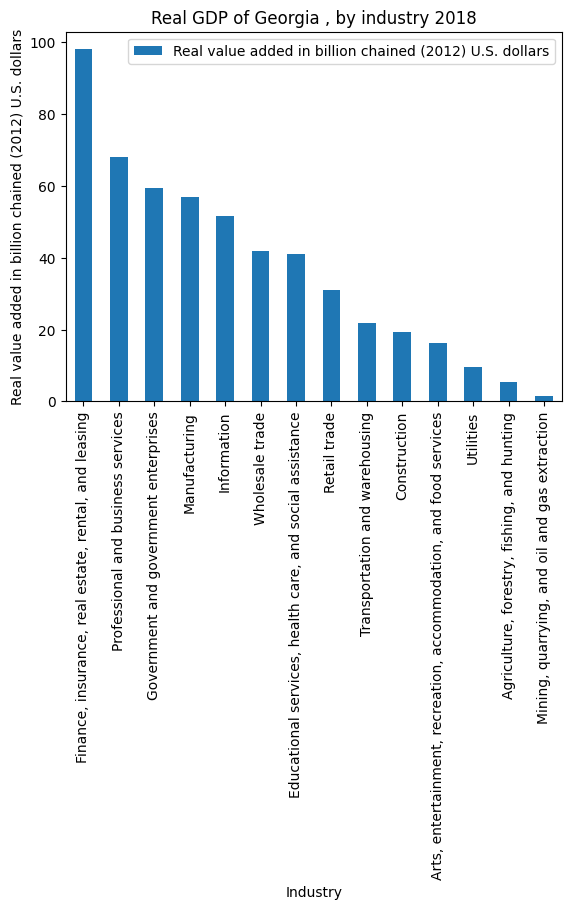 Real GDP of Georgia , by industry 2018
Real value added in billion chained (2012) U.S. dollars
Real value added in billion chained (2012) U.S. dollars
100
80
60
40
20
0
Finance, insurance, real estate, rental, and leasing
Professional and business services
Government and government enterprises
Manufacturing
Information
Wholesale trade
Educational services, health care, and social assistance
Retail trade
Transportation and warehousing
Construction
Arts, entertainment, recreation, accommodation, and food services
Utilities
Agriculture, forestry, fishing, and hunting
Mining, quarrying, and oil and gas extraction
Industry